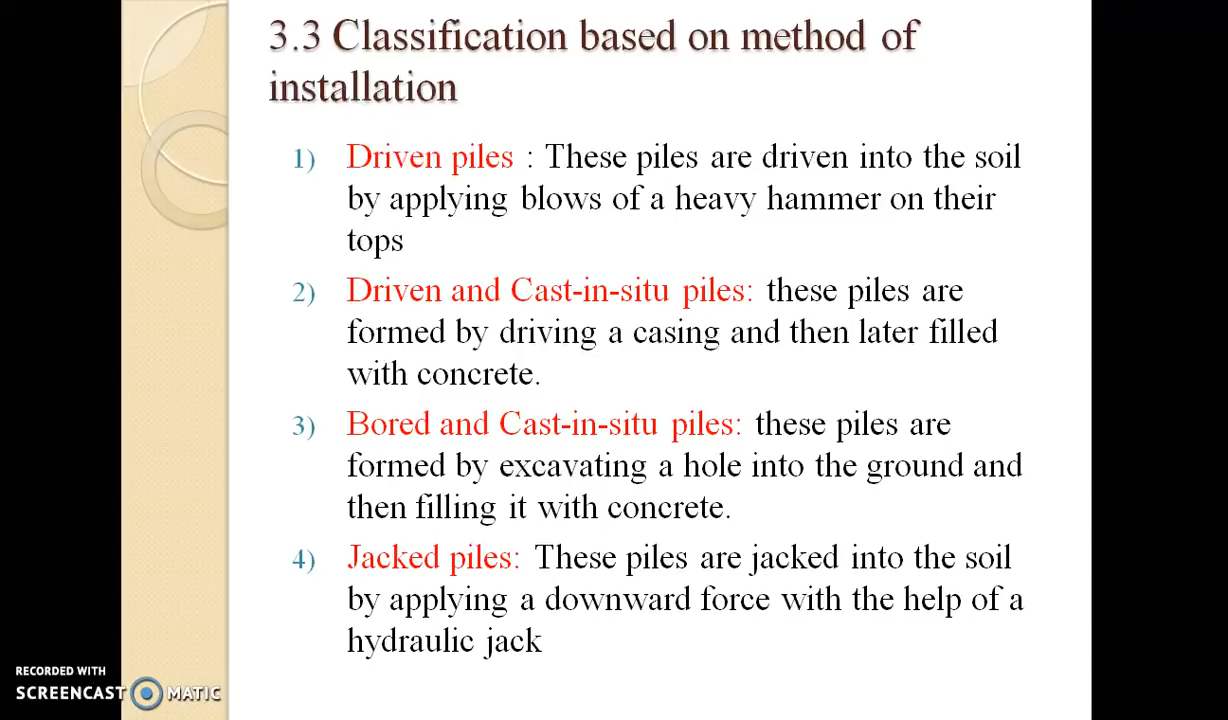 3.3 Classification based on method of
installation
1) Driven piles : These piles are driven into the soil
by applying blows of a heavy hammer on their
tops
2) Driven and Cast-in-situ piles: these piles are
formed by driving a casing and then later filled
with concrete.
3) Bored and Cast-in-situ piles: these piles are
formed by excavating a hole into the ground and
then filling it with concrete.
4) Jacked piles: These piles are jacked into the soil
by applying a downward force with the help of a
hydraulic jack
RECORDED WITH
SCREENCAST MATIC